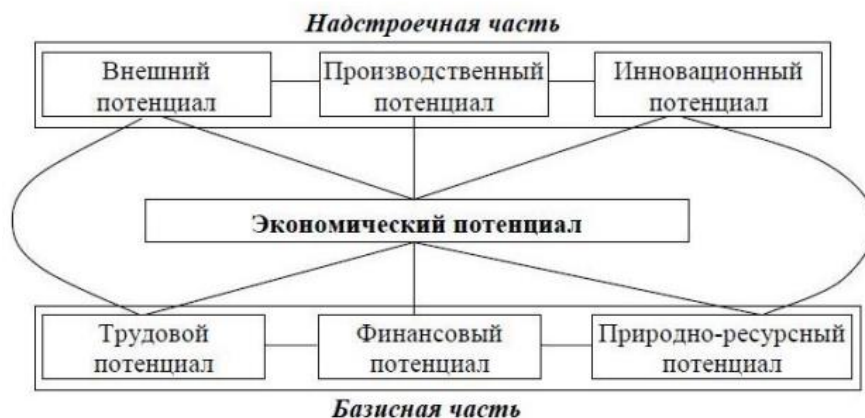 Надстроечная часть
Внешний
потенциал
Производственный
потенциал
Инновационный
потенциал
Экономический потенциал
Трудовой
потенциал
Финансовый
потенциал
Природно-ресурсный
потенциал
Базисная часть